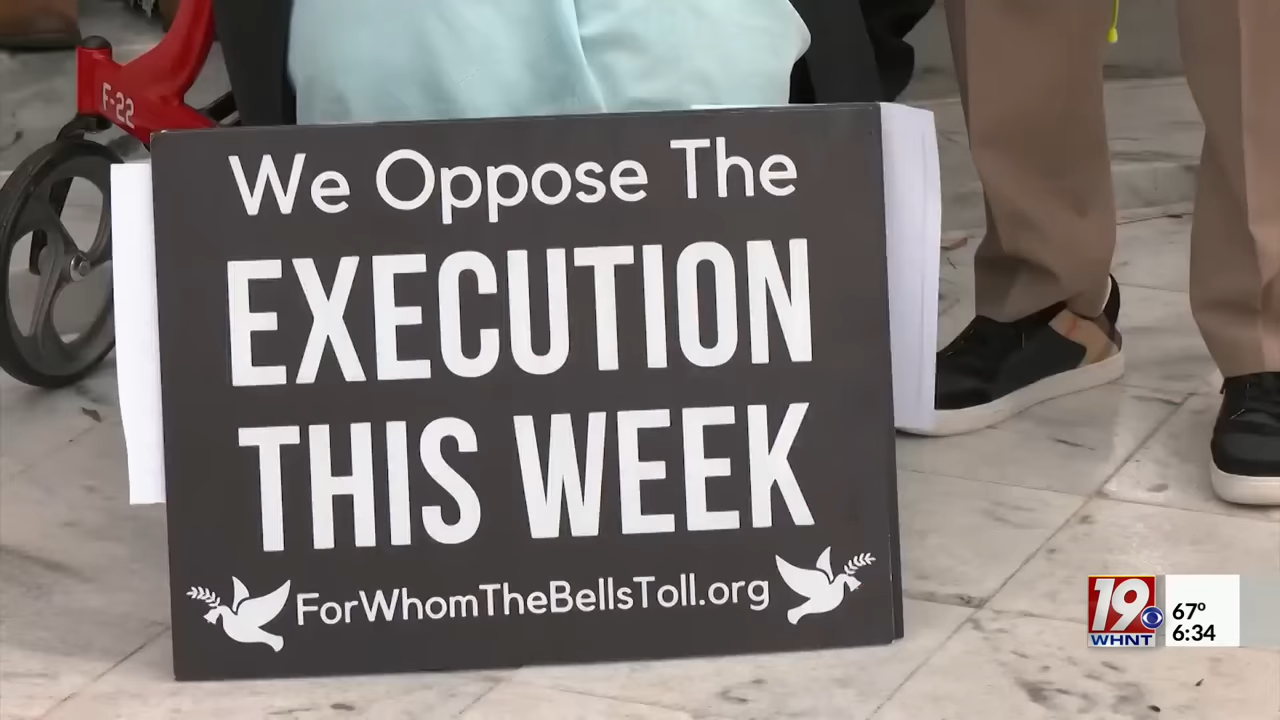 F-22
We Oppose The
EXECUTION
THIS WEEK
ForWhomTheBellsToll.org
19
WHNT
67°
6:34